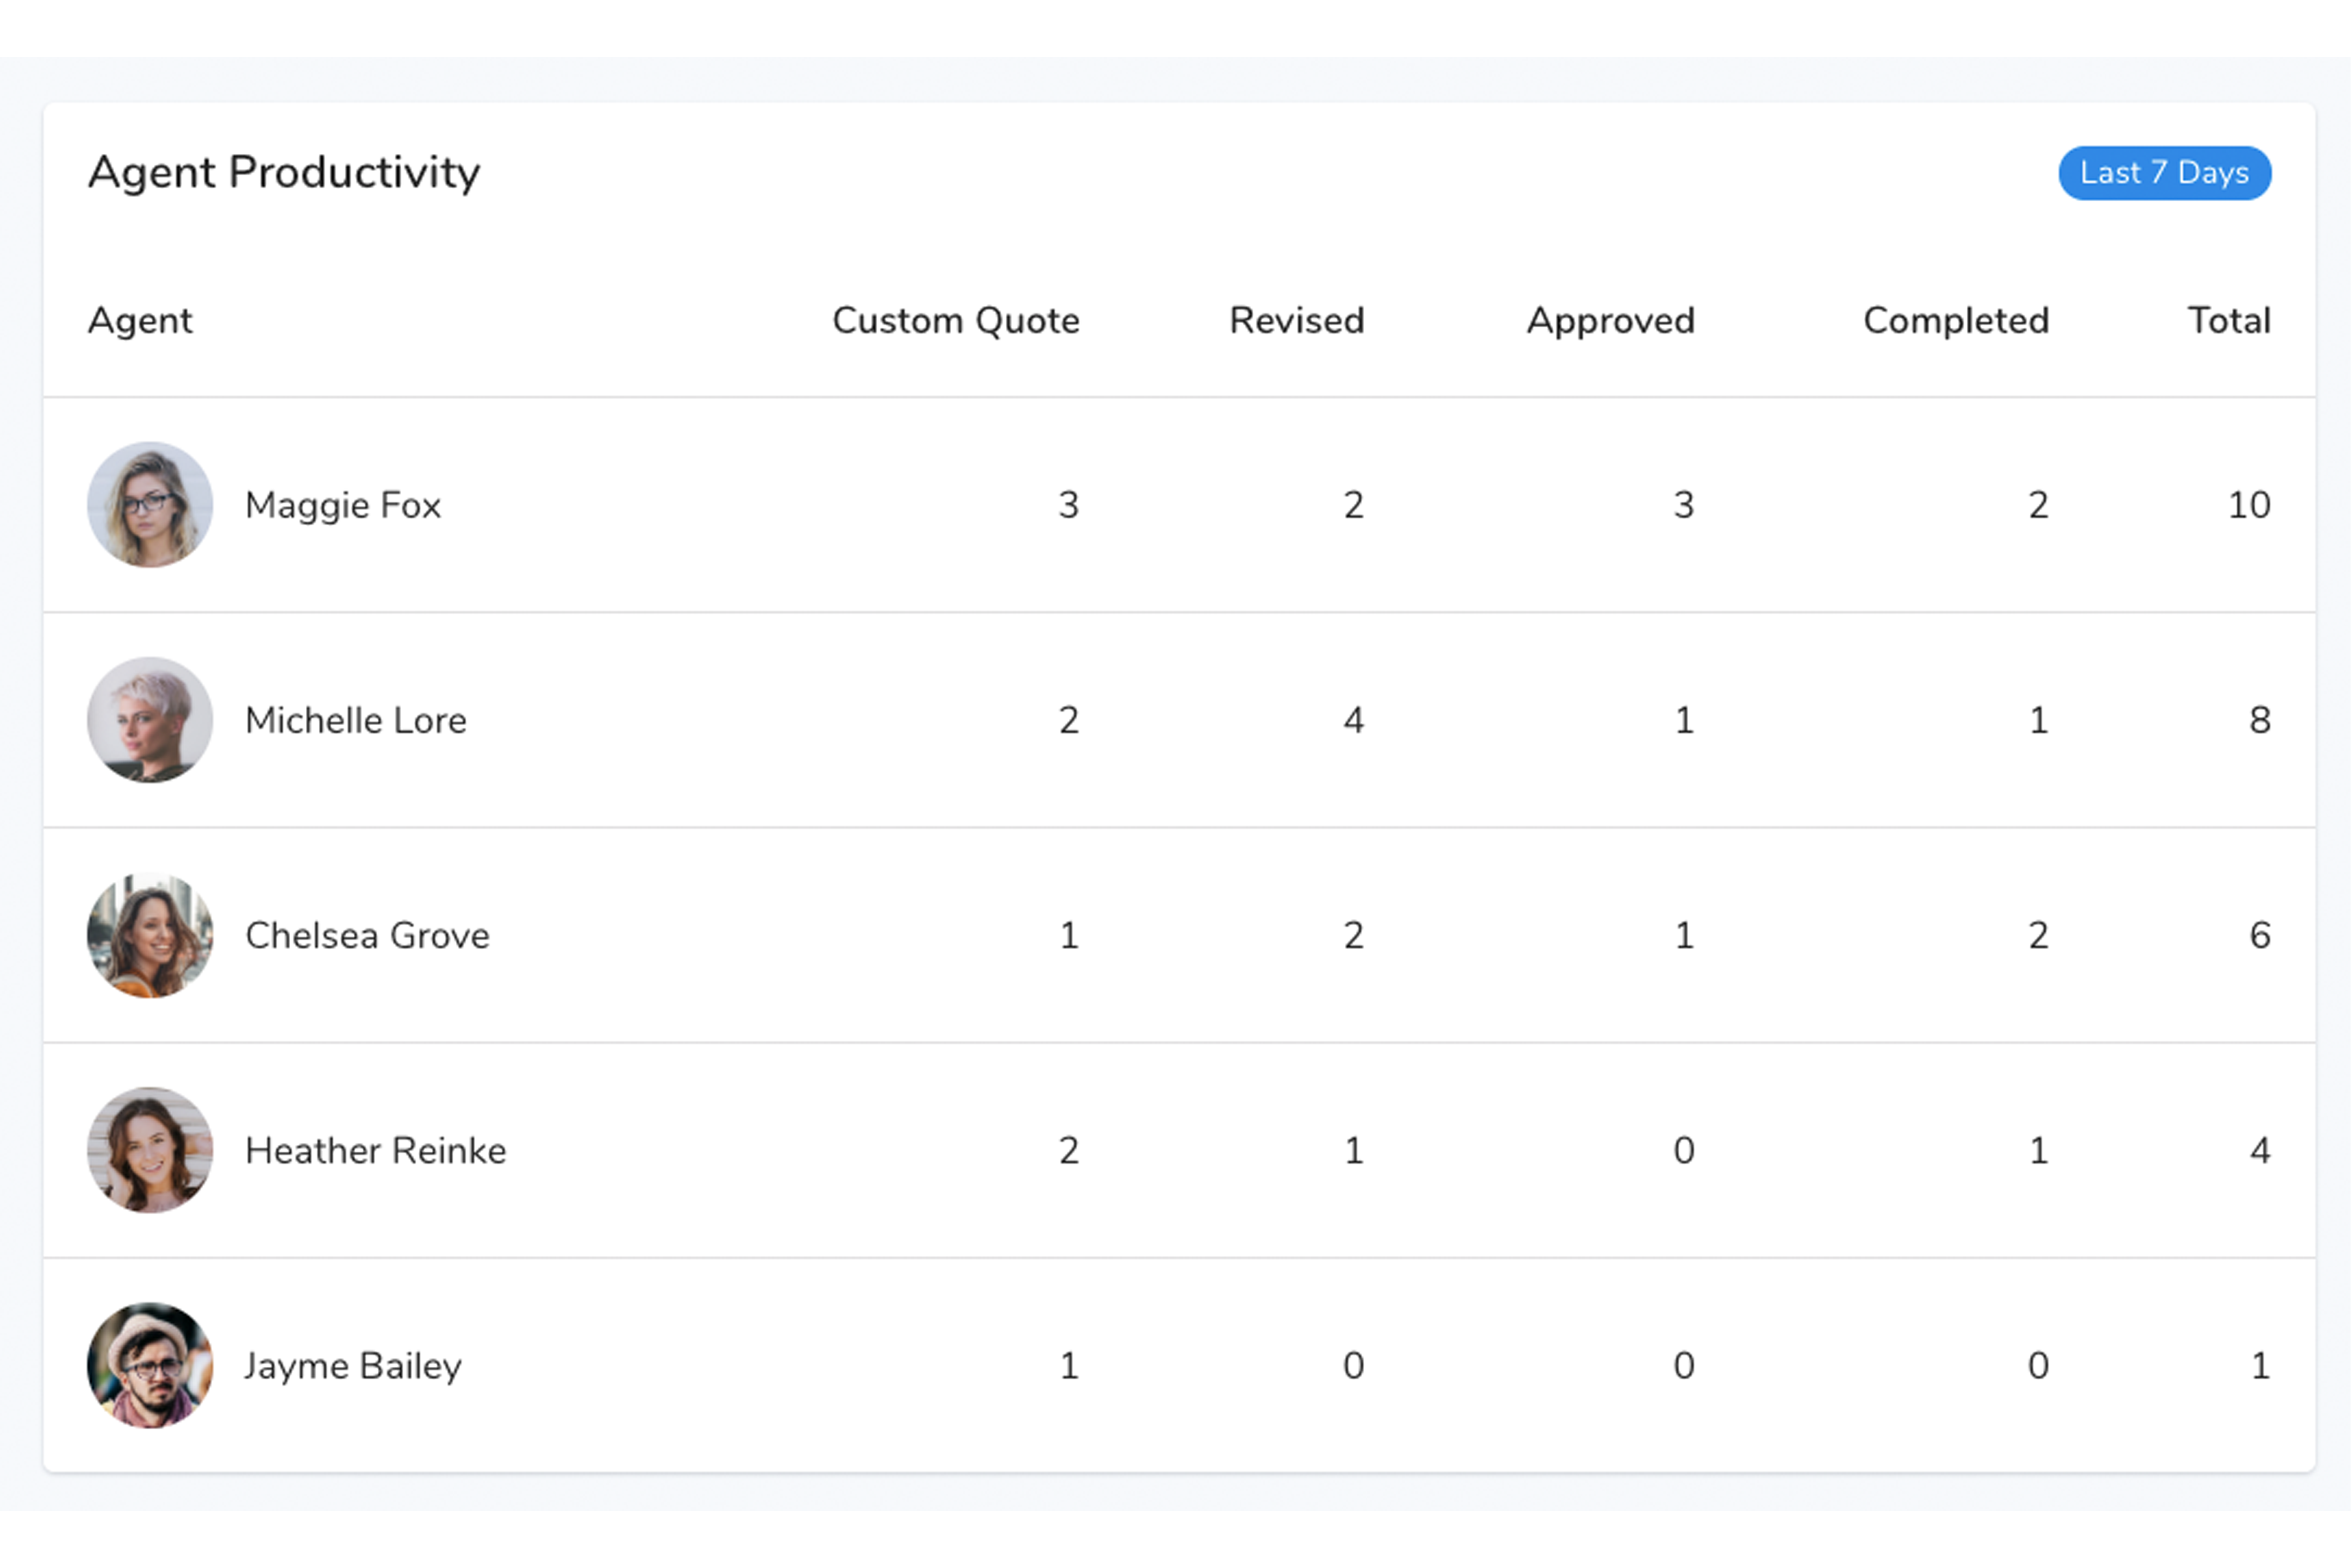 Agent Productivity Last 7 Days
Agent Custom Quote Revised Approved Completed Total
Maggie Fox 3 2 3 2 10
Michelle Lore 2 4 1 1 8
Chelsea Grove 1 2 1 2 6
Heather Reinke 2 1 0 1 4
Jayme Bailey 1 0 0 0 1